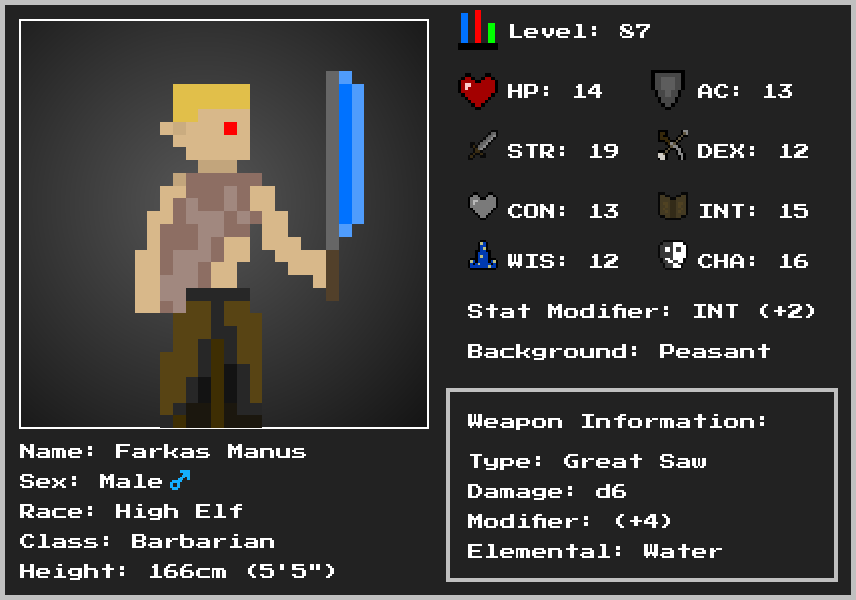 Level: 87
HP: 14 AC: 13
STR: 19 DEX: 12
CON: 13 INT: 15
WIS: 12 CHA: 16
Stat Modifier: INT (+2)
Background: Peasant
Weapon Information:
Type: Great Saw
Damage: d6
Modifier: (+4)
Elemental: Water
Name: Farkas Manus
Sex: Male♂
Race: High Elf
Class: Barbarian
Height: 166cm (5'5")